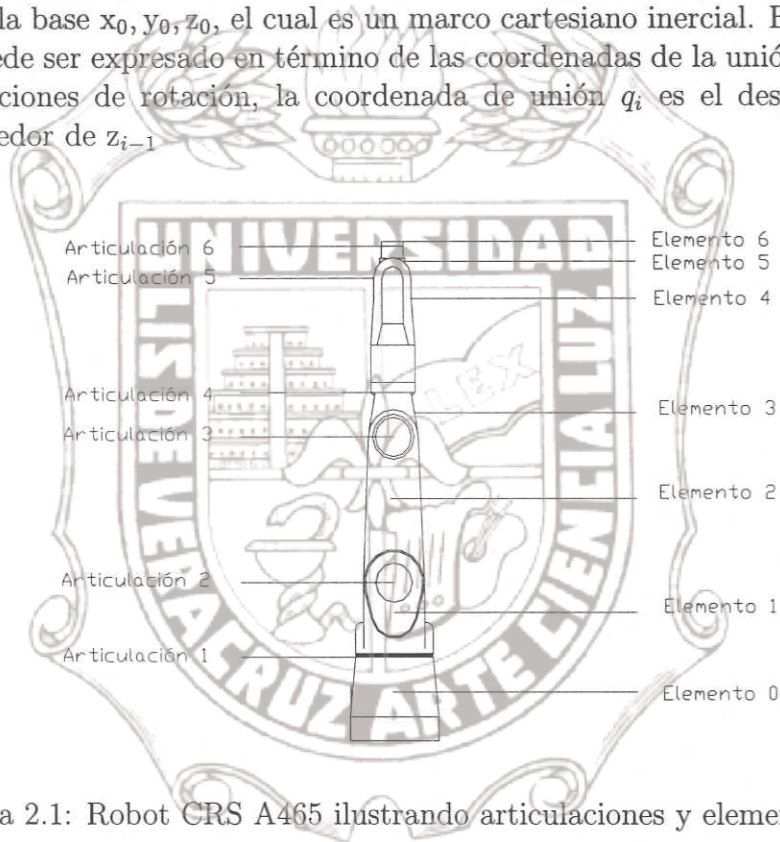 la base x₀, y₀, z₀, el cual es un marco cartesiano inercial.
ede ser expresado en término de las coordenadas de la unió
ciones de rotación, la coordenada de unión qᵢ es el des
edor de zᵢ₋₁
UNIVERSIDAD
LIS DE VERACRUZ ARTE CIENCIA LUZ
LEX
Articulación 6 Elemento 6
Articulación 5 Elemento 5
Elemento 4
Articulación 4 Elemento 3
Articulación 3
Elemento 2
Articulación 2 Elemento 1
Articulación 1
Elemento 0
a 2.1: Robot CRS A465 ilustrando articulaciones y eleme